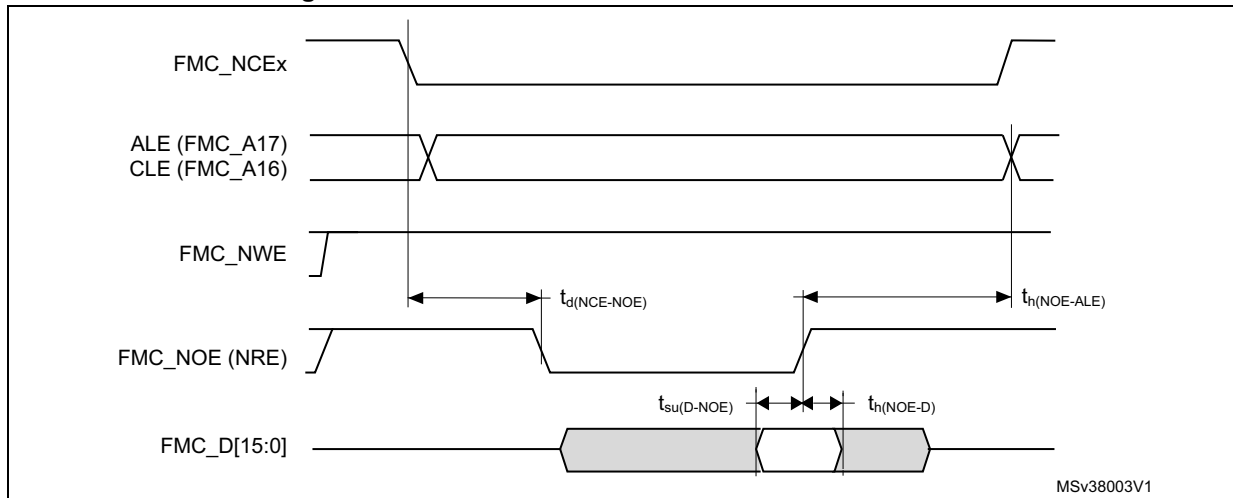 FMC_NCEx
ALE (FMC_A17)
CLE (FMC_A16)
FMC_NWE
td(NCE-NOE)
th(NOE-ALE)
FMC_NOE (NRE)
tsu(D-NOE)
th(NOE-D)
FMC_D[15:0]
MSv38003V1